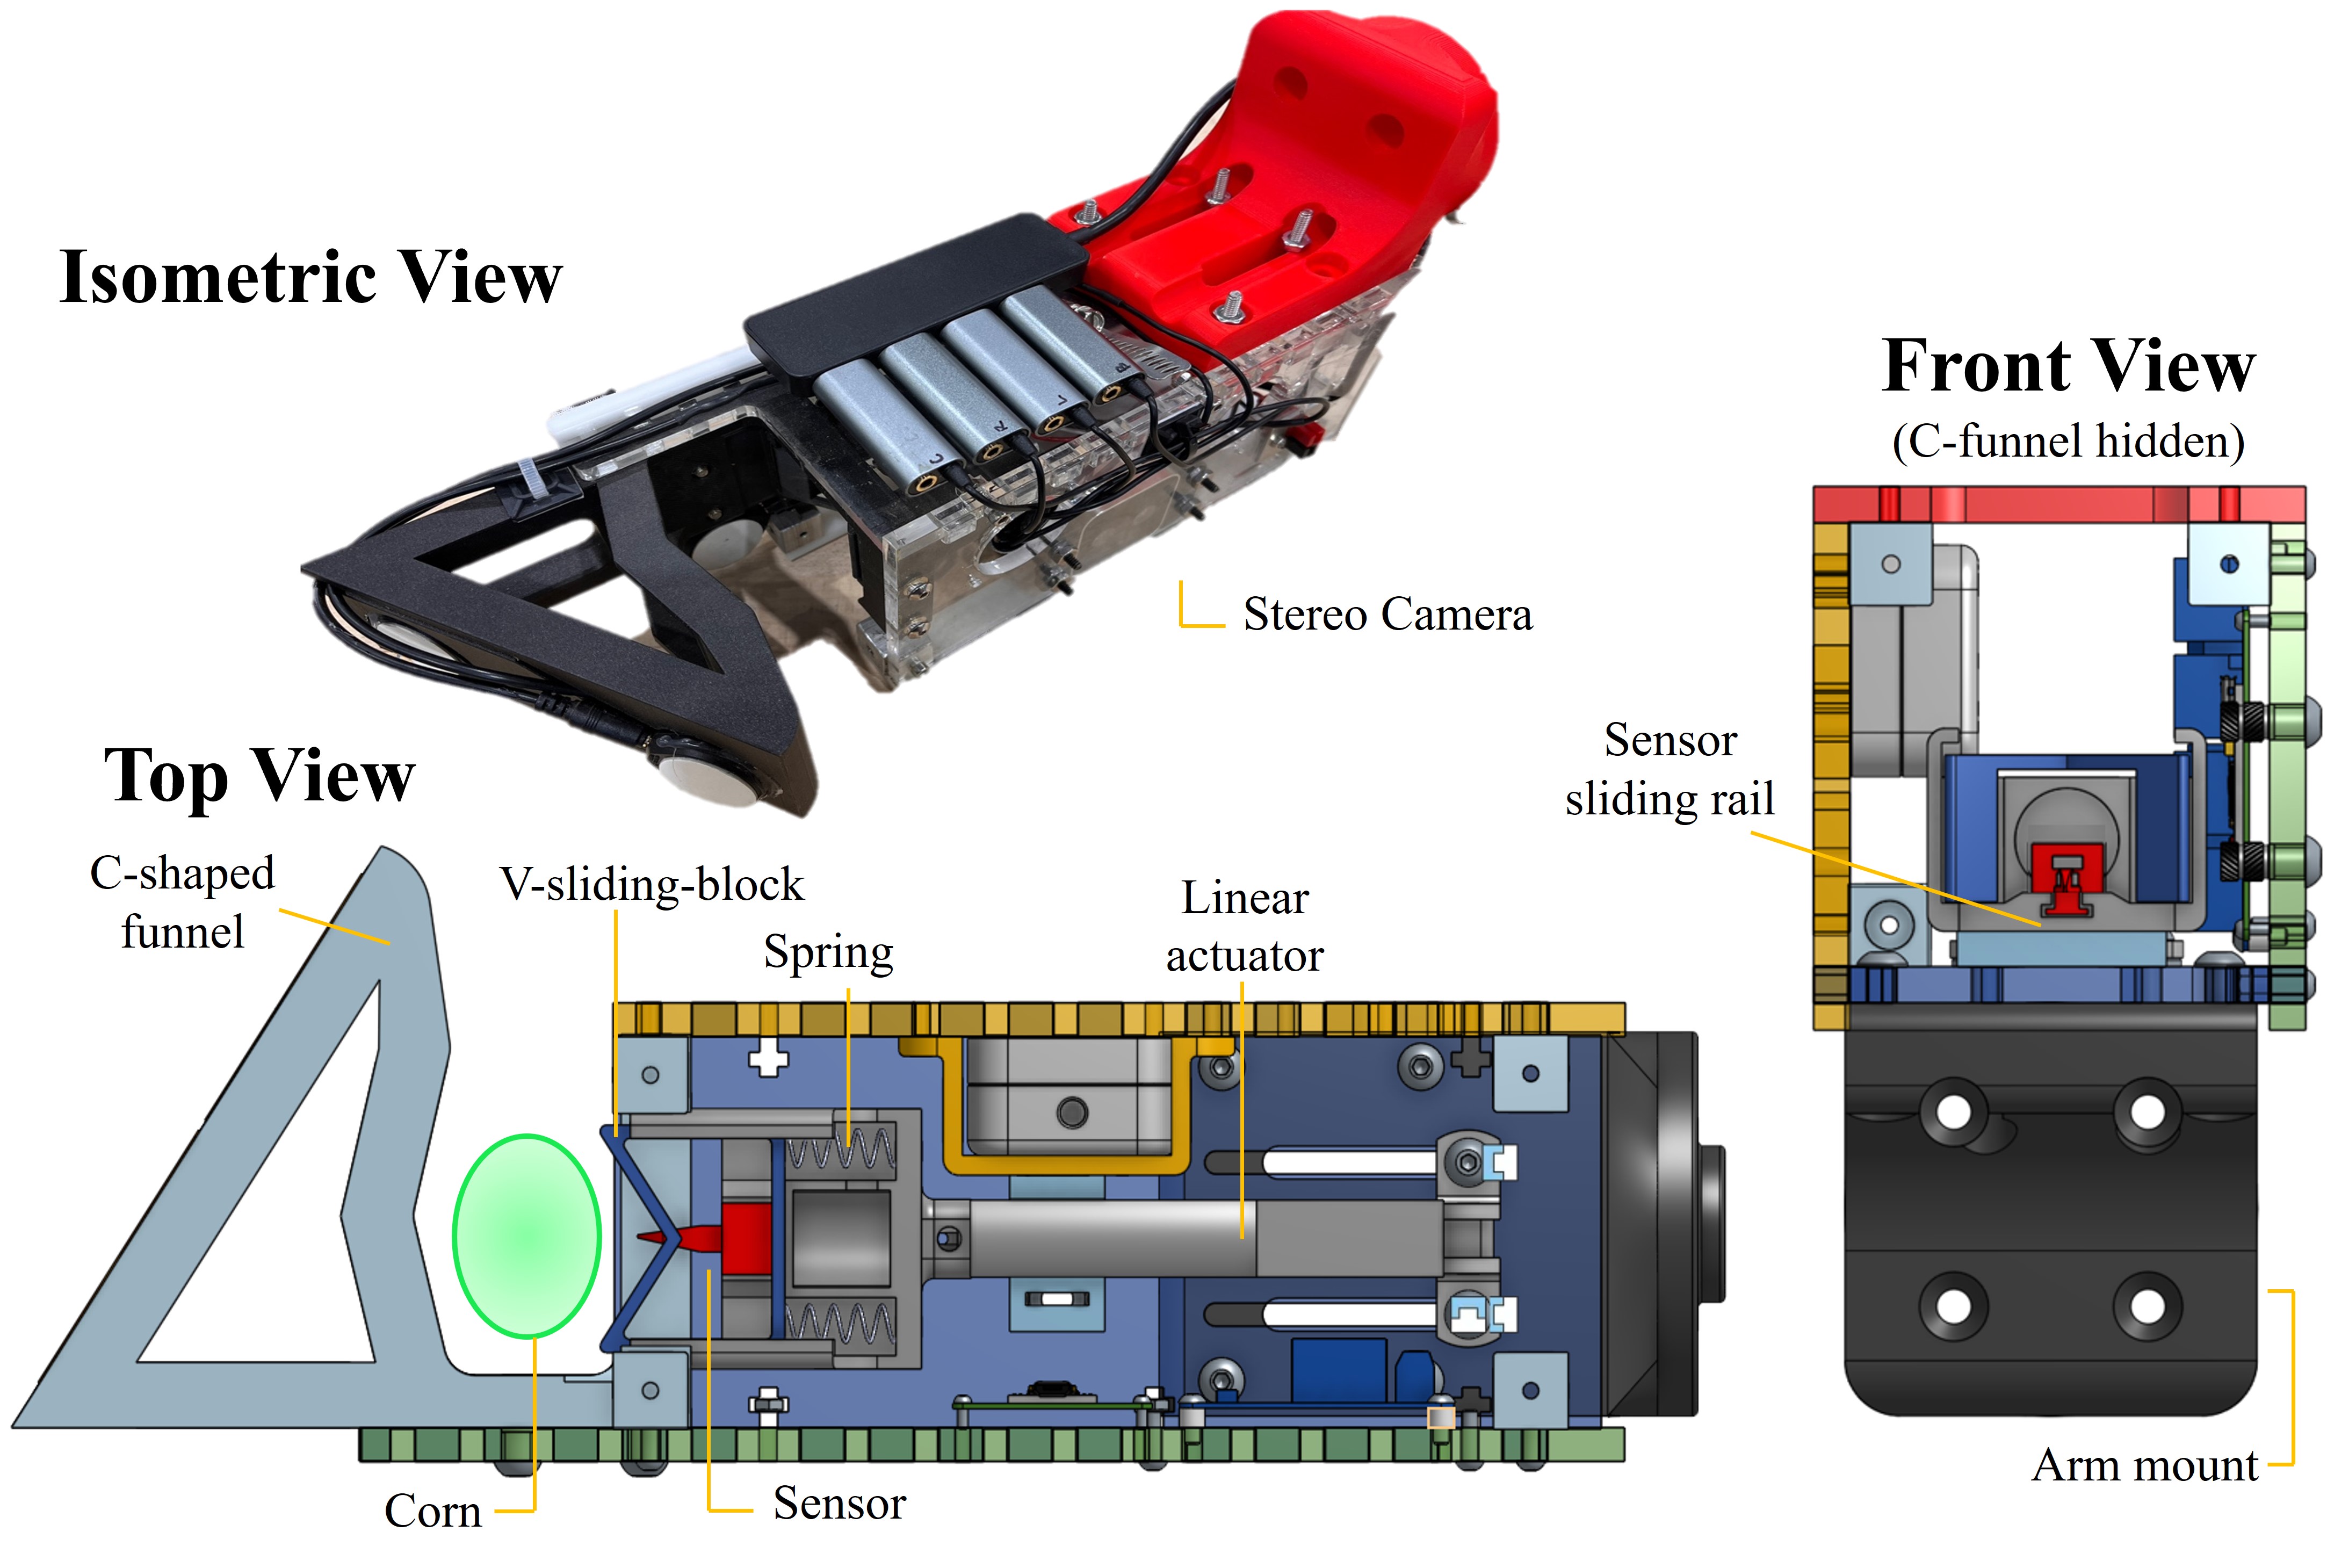 Isometric View
Stereo Camera
Front View
(C-funnel hidden)
Sensor
sliding rail
Top View
C-shaped
funnel
V-sliding-block
Spring
Linear
actuator
Corn
Sensor
Arm mount